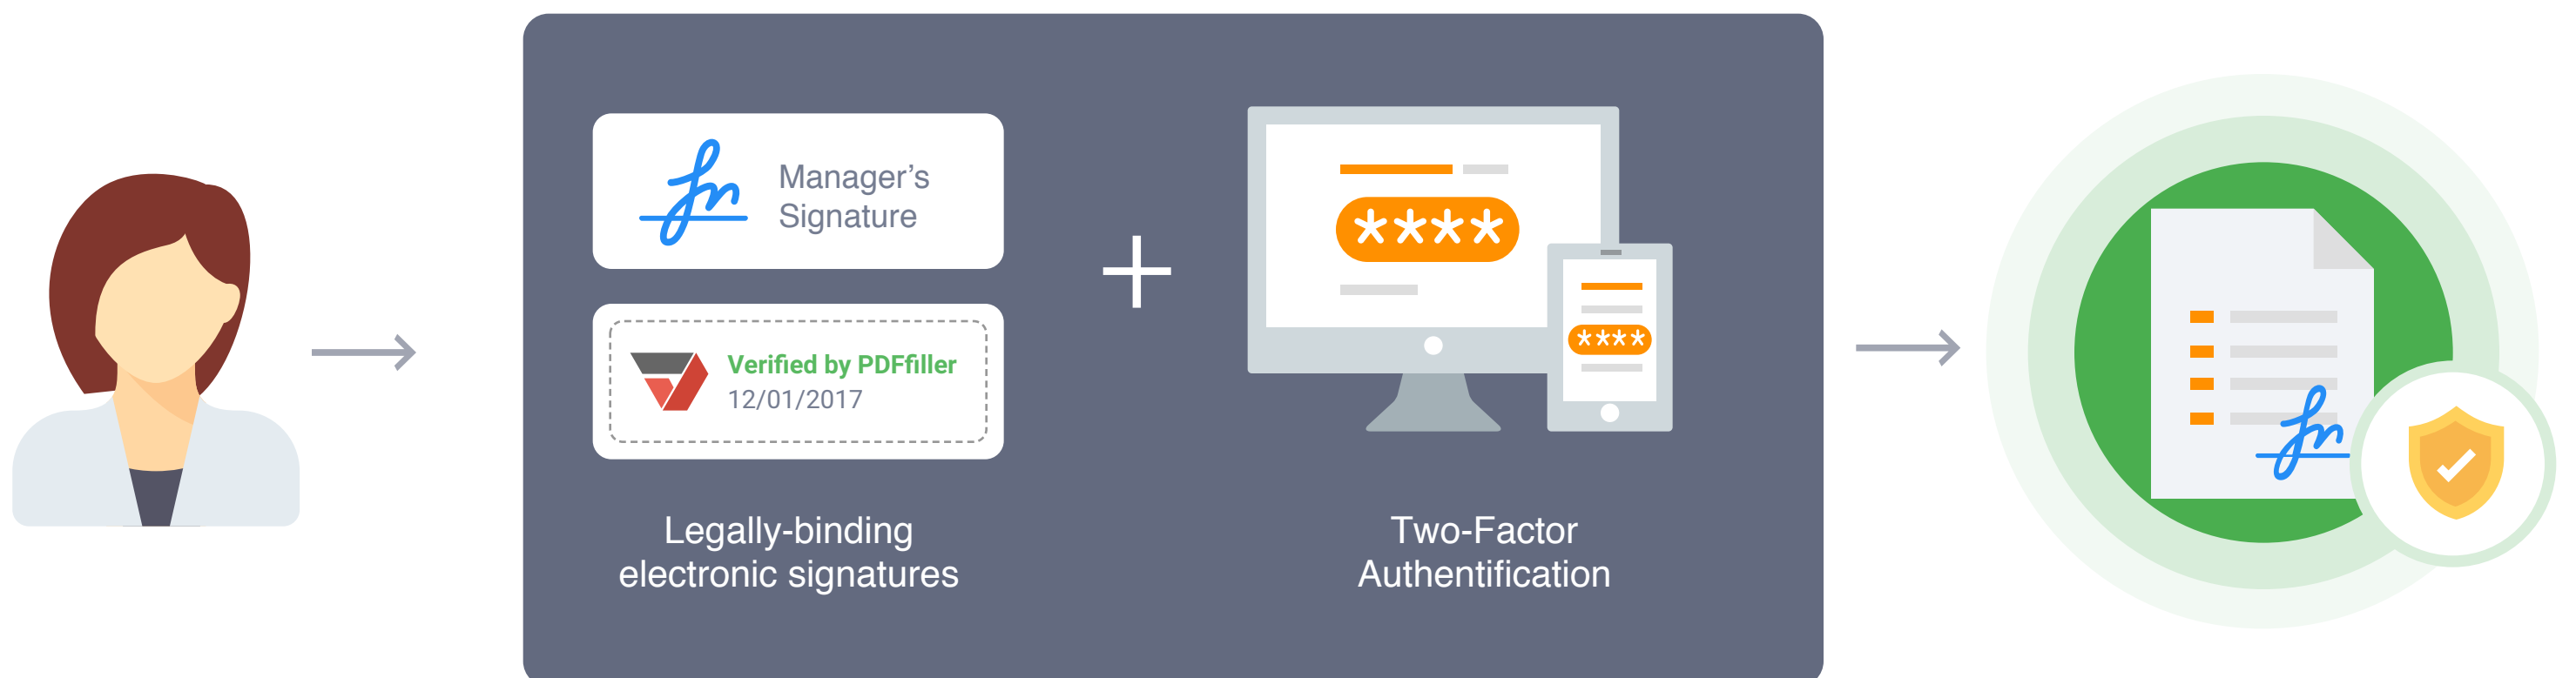 Manager’s
Signature
Verified by PDFfiller
12/01/2017
Legally-binding
electronic signatures
****
****
Two-Factor
Authentification